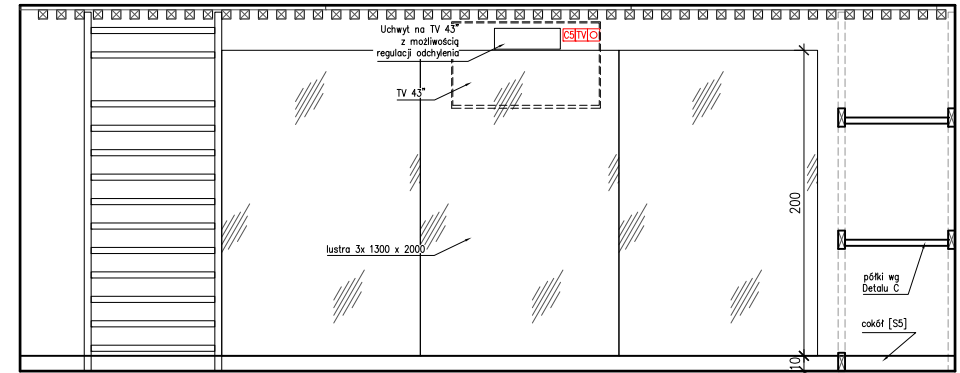 Uchwyt na TV 43"
z możliwością
regulacji odchylenia
C5 TV
TV 43"
200
lustra 3x 1300 x 2000
półki wg
Detalu C
cokół [S5]
10